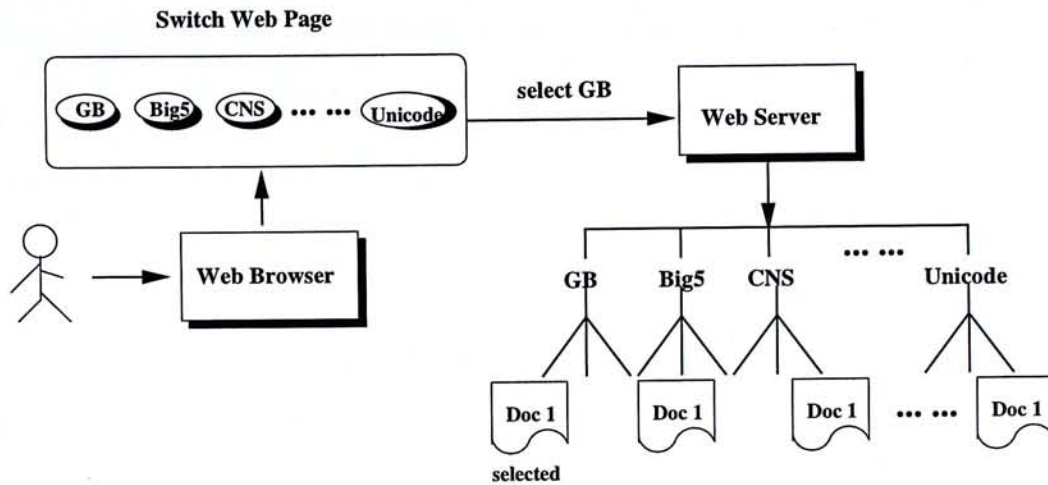 Switch Web Page
GB Big5 CNS ... ... Unicode
select GB
Web Server
Web Browser
... ...
GB Big5 CNS Unicode
Doc 1 Doc 1 Doc 1 ... ... Doc 1
selected